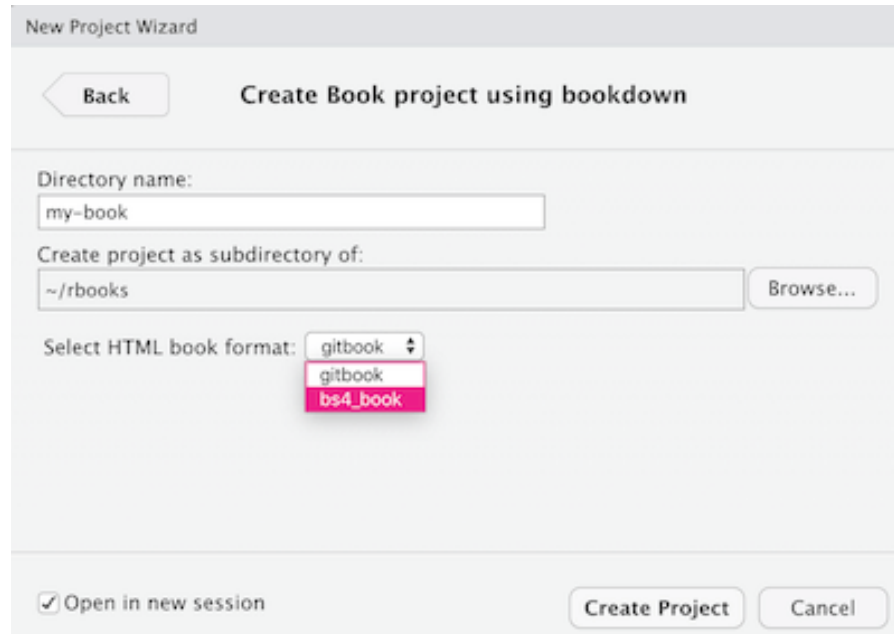 New Project Wizard
Back Create Book project using bookdown
Directory name:
my-book
Create project as subdirectory of:
~/rbooks Browse...
Select HTML book format: gitbook
gitbook
bs4_book
Open in new session Create Project Cancel